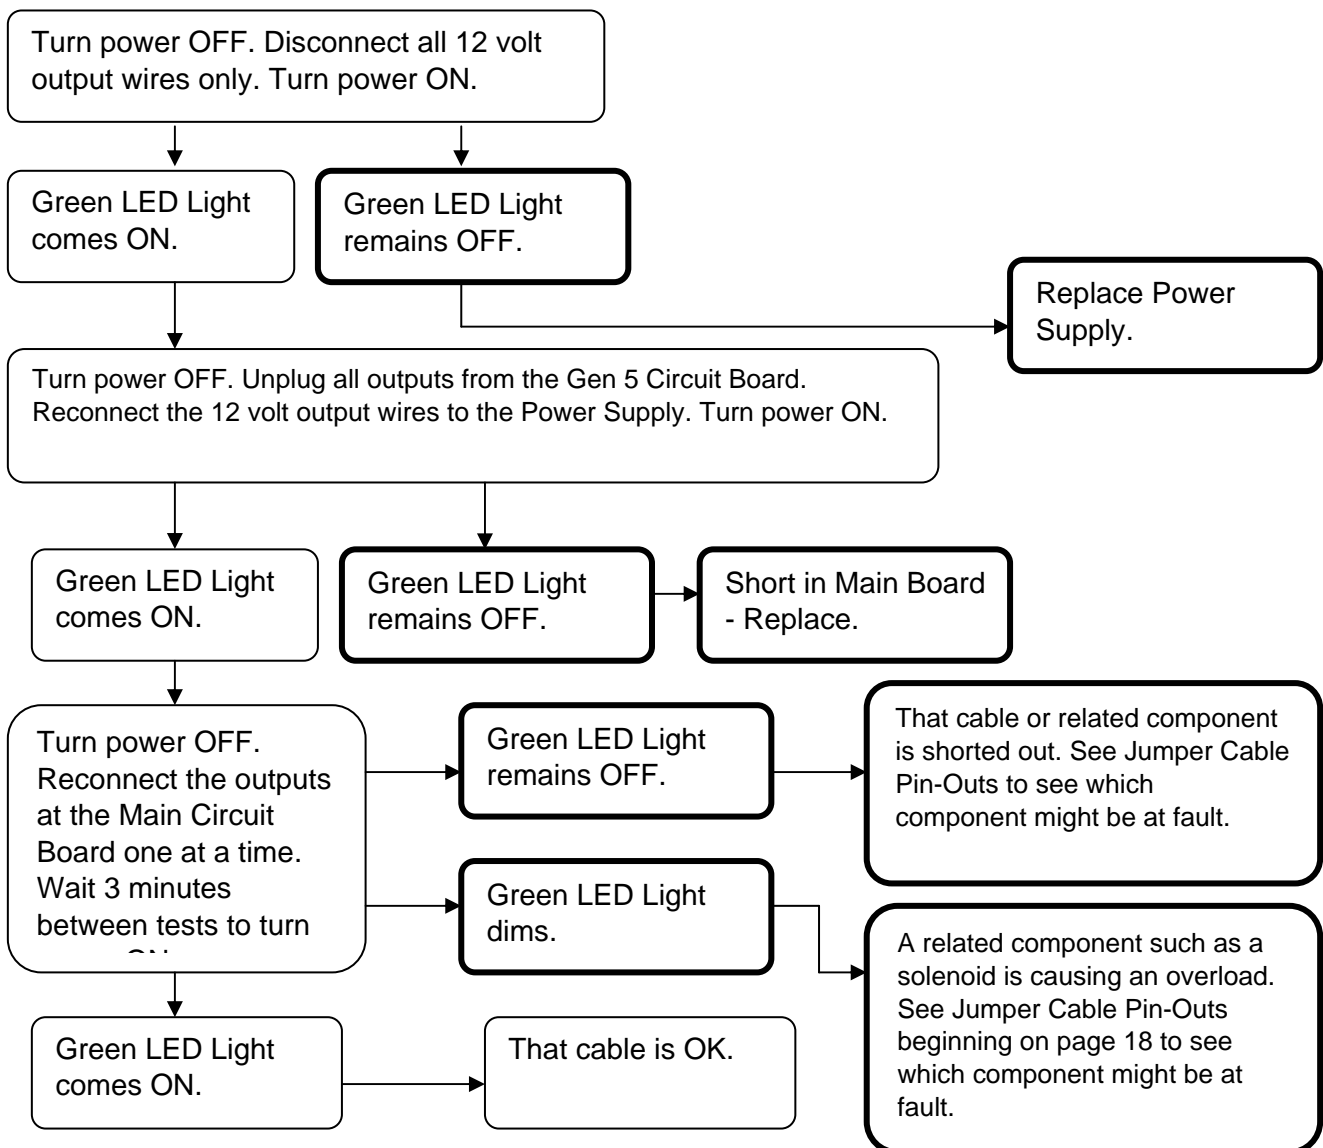 Turn power OFF. Disconnect all 12 volt
output wires only. Turn power ON.
Green LED Light
comes ON.
Green LED Light
remains OFF.
Replace Power
Supply.
Turn power OFF. Unplug all outputs from the Gen 5 Circuit Board.
Reconnect the 12 volt output wires to the Power Supply. Turn power ON.
Green LED Light
comes ON.
Green LED Light
remains OFF.
Short in Main Board
- Replace.
Turn power OFF.
Reconnect the outputs
at the Main Circuit
Board one at a time.
Wait 3 minutes
between tests to turn
Green LED Light
remains OFF.
That cable or related component
is shorted out. See Jumper Cable
Pin-Outs to see which
component might be at fault.
Green LED Light
dims.
A related component such as a
solenoid is causing an overload.
See Jumper Cable Pin-Outs
beginning on page 18 to see
which component might be at
fault.
Green LED Light
comes ON.
That cable is OK.